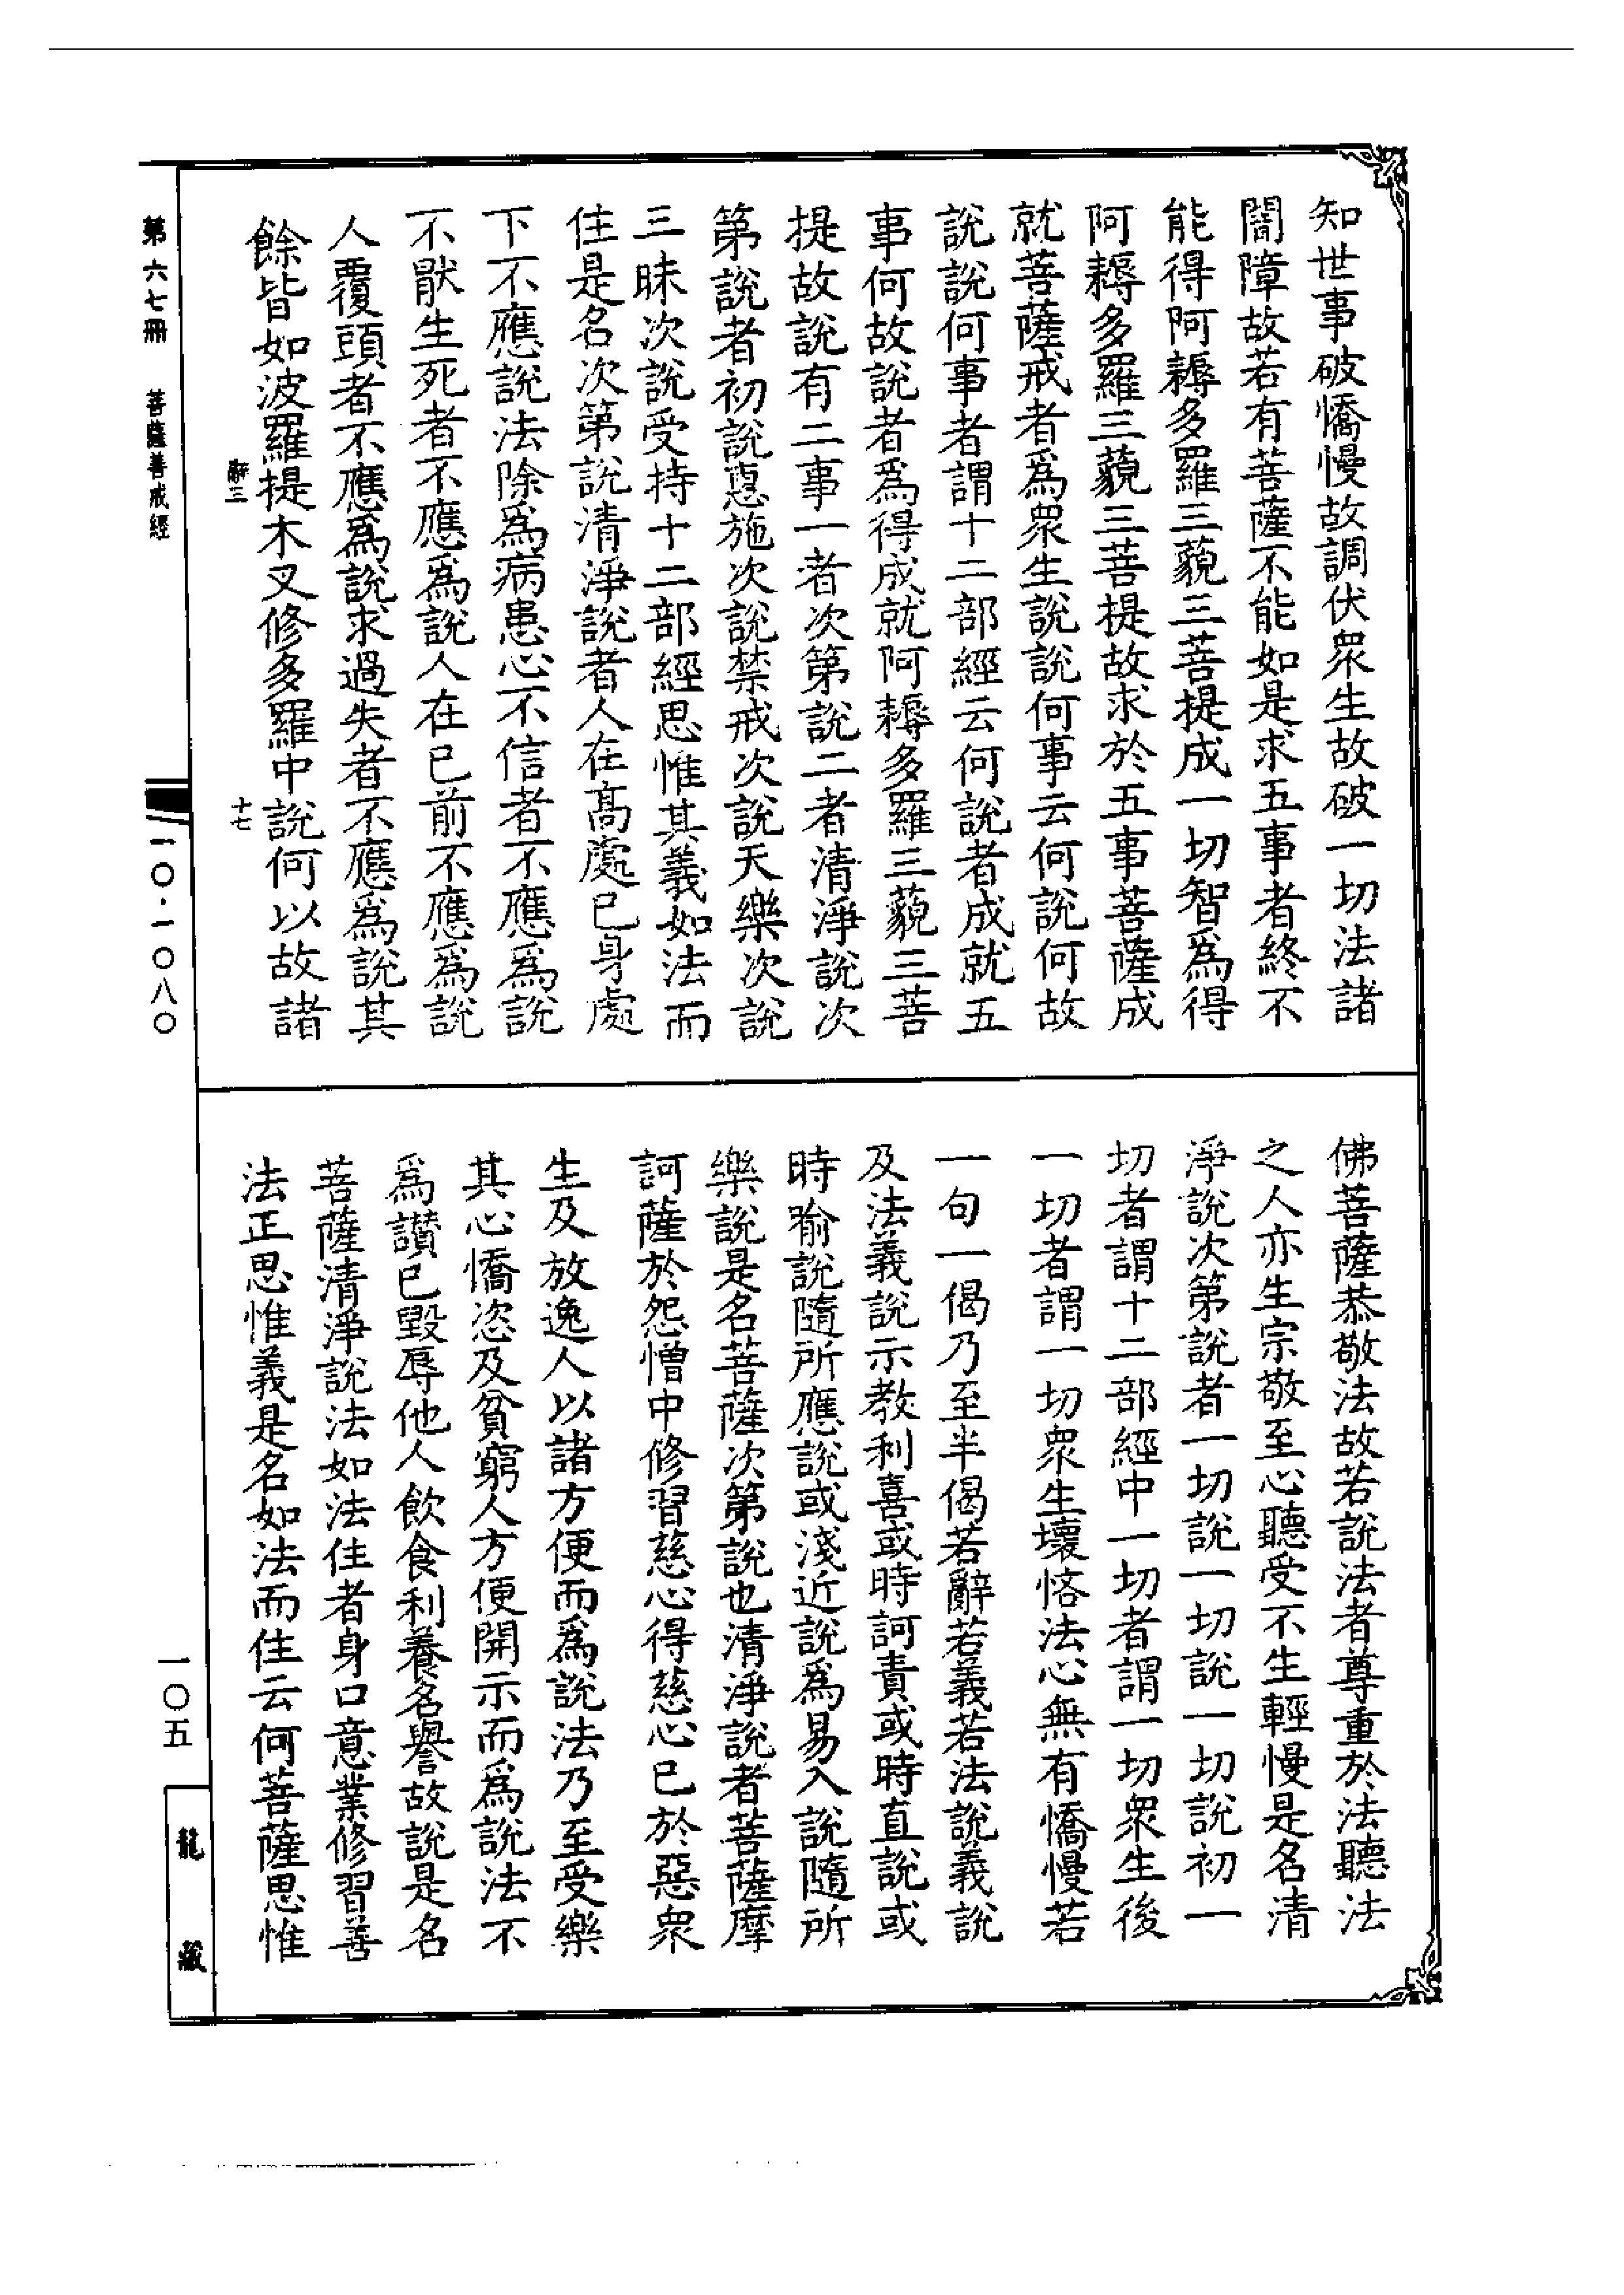 知世事破憍慢故調伏眾生故破一切法諸
闇障故若有菩薩不能如是求五事者終不
能得阿耨多羅三藐三菩提成一切智為得
阿耨多羅三藐三菩提故求於五事菩薩成
就菩薩戒者為眾生說說何事云何說何故
說說何事者謂十二部經云何說者成就五
事何故說者為得成就阿耨多羅三藐三菩
提故說有二事一者次第說二者清淨說次
第說者初說惠施次說禁戒次說天樂次說
三昧次說受持十二部經思惟其義如法而
住是名次第說清淨說者人在高處已身處
下不應說法除為病患心不信者不應為說
不厭生死者不應為說人在已前不應為說
人覆頭者不應為說求過失者不應為說其
餘皆如波羅提木叉修多羅中說何以故諸
辭三
十七
佛菩薩恭敬法故若說法者尊重於法聽法
之人亦生宗敬至心聽受不生輕慢是名清
淨說次第說者一切說一切說一切說初一
切者謂十二部經中一切者謂一切眾生後
一切者謂一切眾生壞悋法心無有憍慢若
一句一偈乃至半偈若辭若義若法說義說
及法義說示教利喜或時訶責或時直說或
時喻說隨所應說或淺近說為易入說隨所
樂說是名菩薩次第說也清淨說者菩薩摩
訶薩於怨憎中修習慈心得慈心已於惡眾
生及放逸人以諸方便而為說法乃至受樂
其心憍恣及貧窮人方便開示而為說法不
為讚已毀辱他人飲食利養名譽故說是名
菩薩清淨說法如法住者身口意業修習善
法正思惟義是名如法而住云何菩薩思惟
第六七冊 菩薩善戒經
一〇·一〇八〇
一〇五
龍藏